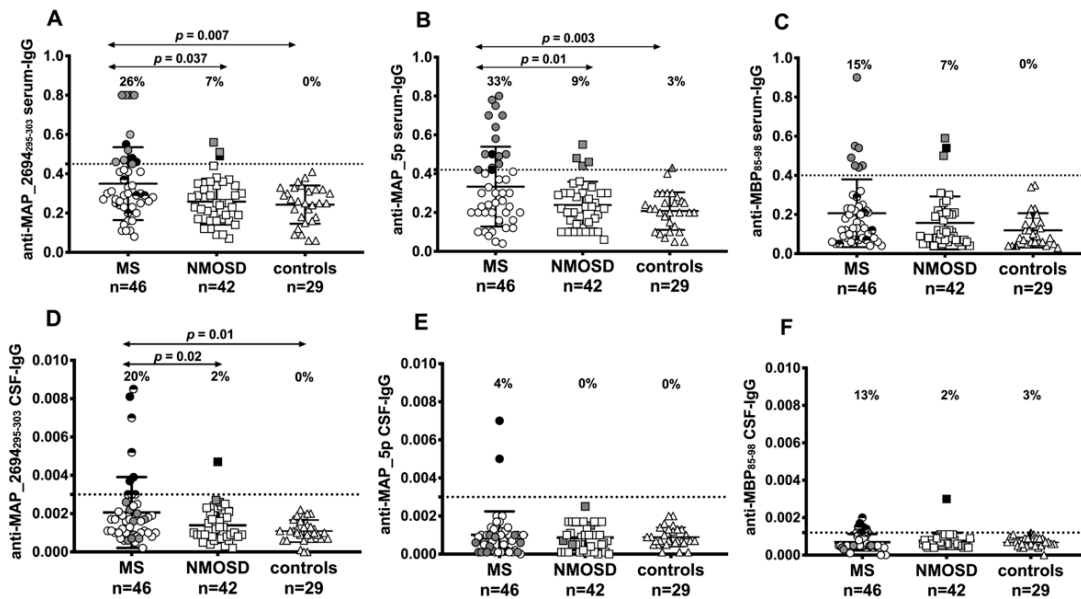 A
p = 0.007
p = 0.037
26% 7% 0%
anti-MAP_2694295-303 serum-IgG
1.0
0.8
0.6
0.4
0.2
0.0
MS NMOSD controls
n=46 n=42 n=29
B
p = 0.003
p = 0.01
33% 9% 3%
anti-MAP_5p serum-IgG
1.0
0.8
0.6
0.4
0.2
0.0
MS NMOSD controls
n=46 n=42 n=29
C
15% 7% 0%
anti-MBP85-98 serum-IgG
1.0
0.8
0.6
0.4
0.2
0.0
MS NMOSD controls
n=46 n=42 n=29
D
p = 0.01
p = 0.02
20% 2% 0%
anti-MAP_2694295-303 CSF-IgG
0.010
0.008
0.006
0.004
0.002
0.000
MS NMOSD controls
n=46 n=42 n=29
E
4% 0% 0%
anti-MAP_5p CSF-IgG
0.010
0.008
0.006
0.004
0.002
0.000
MS NMOSD controls
n=46 n=42 n=29
F
13% 2% 3%
anti-MBP85-98 CSF-IgG
0.010
0.008
0.006
0.004
0.002
0.000
MS NMOSD controls
n=46 n=42 n=29